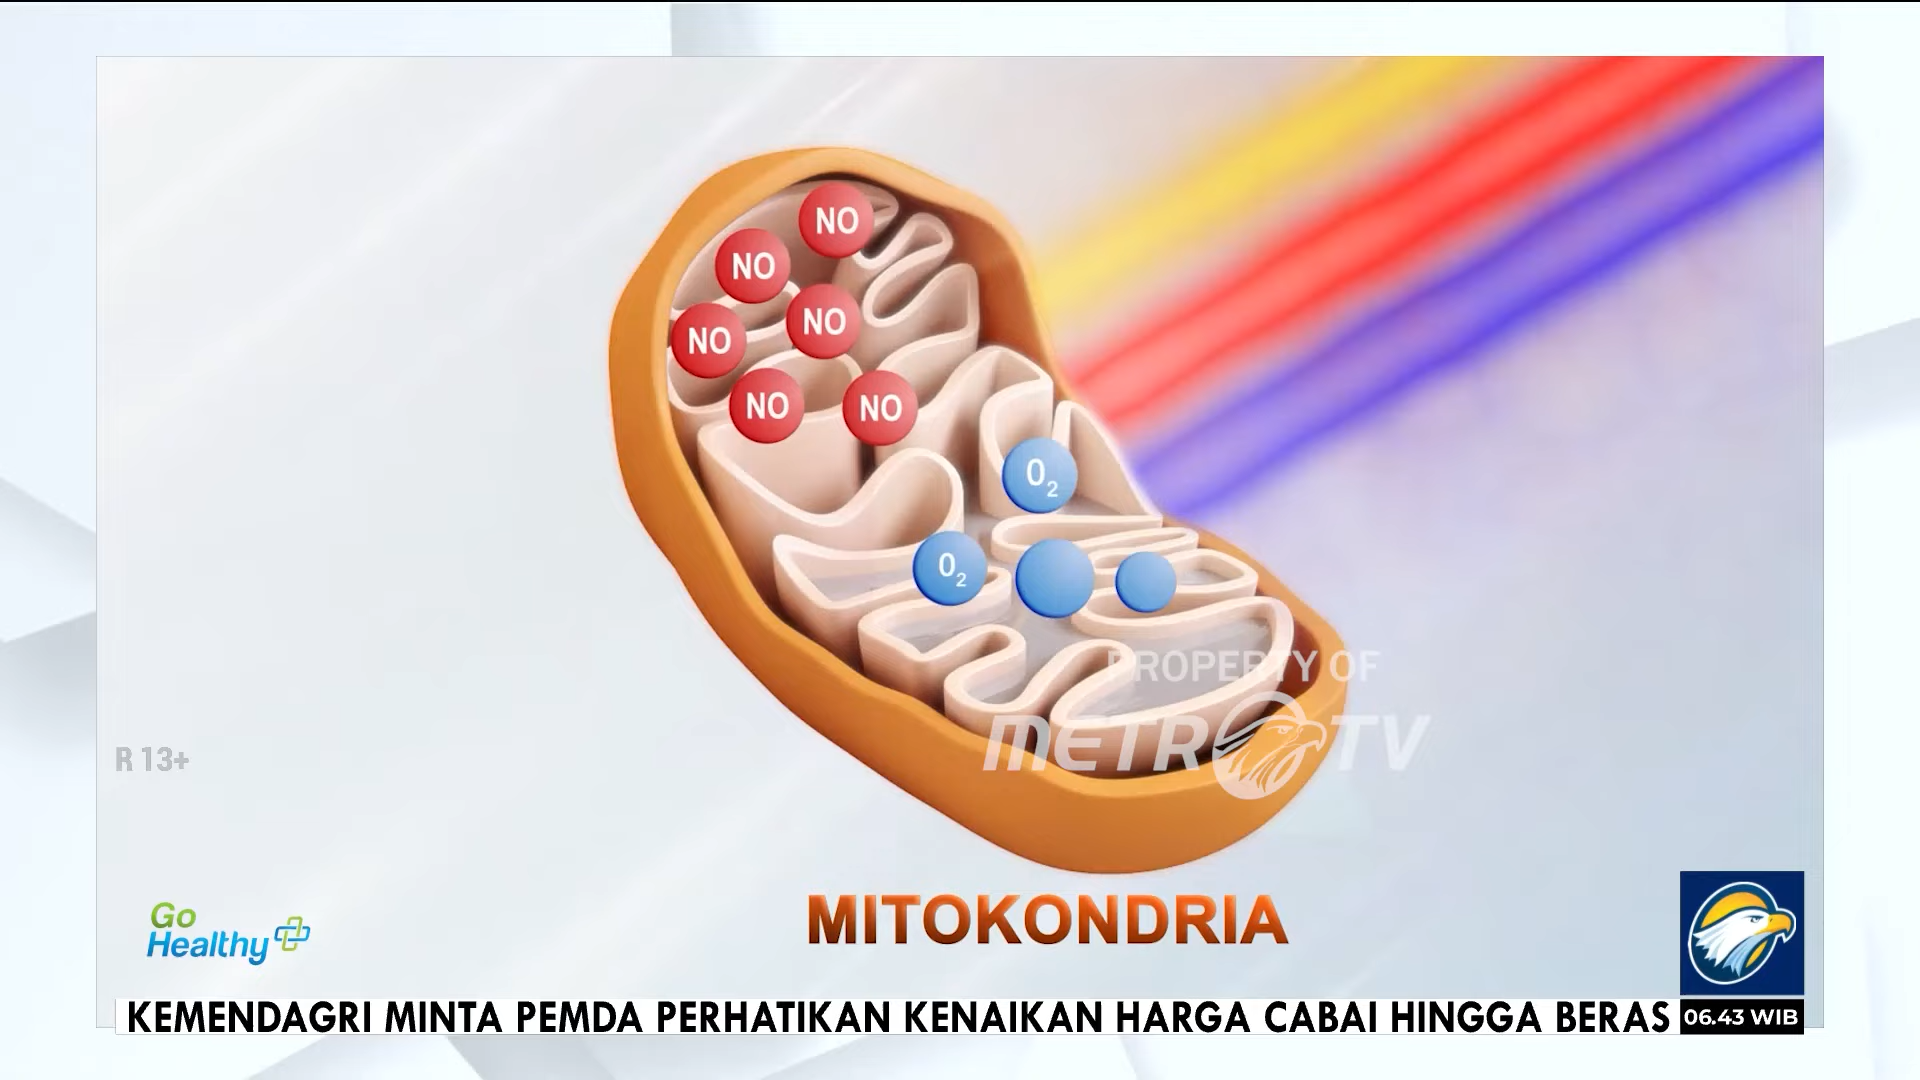 NO
NO
NO
NO
NO
NO
O2
O2
PROPERTY OF
METRO TV
R 13+
Go
Healthy
MITOKONDRIA
KEMENDAGRI MINTA PEMDA PERHATIKAN KENAIKAN HARGA CABAI HINGGA BERAS
06.43 WIB